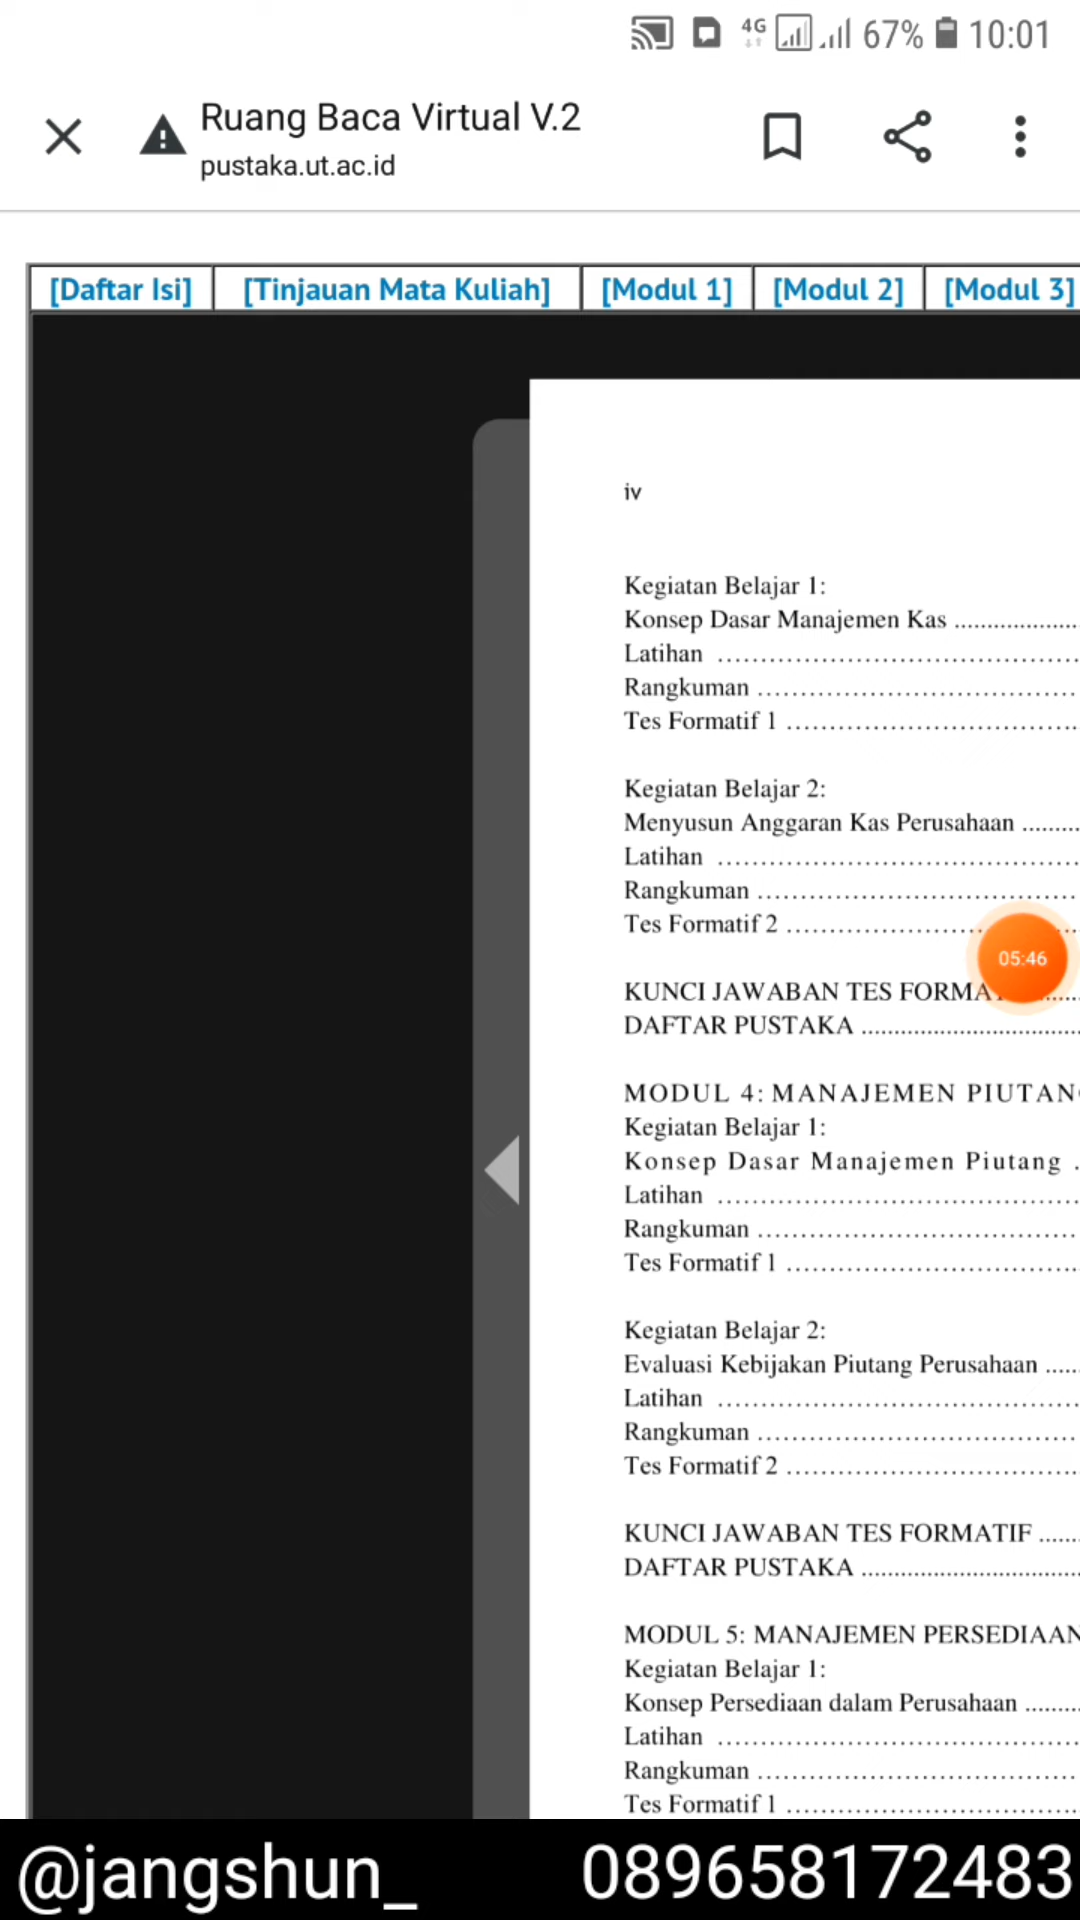 4G 67% 10:01
Ruang Baca Virtual V.2
pustaka.ut.ac.id
[Daftar Isi] [Tinjauan Mata Kuliah] [Modul 1] [Modul 2] [Modul 3]
iv
Kegiatan Belajar 1:
Konsep Dasar Manajemen Kas ....................
Latihan ..........................................
Rangkuman .....................................
Tes Formatif 1 ..................................
Kegiatan Belajar 2:
Menyusun Anggaran Kas Perusahaan .........
Latihan ..........................................
Rangkuman .....................................
Tes Formatif 2 .......................
05:46
KUNCI JAWABAN TES FORMA
DAFTAR PUSTAKA ...................................
MODUL 4: MANAJEMEN PIUTANG
Kegiatan Belajar 1:
Konsep Dasar Manajemen Piutang .
Latihan ..........................................
Rangkuman .....................................
Tes Formatif 1 ..................................
Kegiatan Belajar 2:
Evaluasi Kebijakan Piutang Perusahaan .....
Latihan ..........................................
Rangkuman .....................................
Tes Formatif 2 ..................................
KUNCI JAWABAN TES FORMATIF ......
DAFTAR PUSTAKA ...................................
MODUL 5: MANAJEMEN PERSEDIAAN
Kegiatan Belajar 1:
Konsep Persediaan dalam Perusahaan ........
Latihan ..........................................
Rangkuman .....................................
Tes Formatif 1 ..................................
@jangshun_ 089658172483